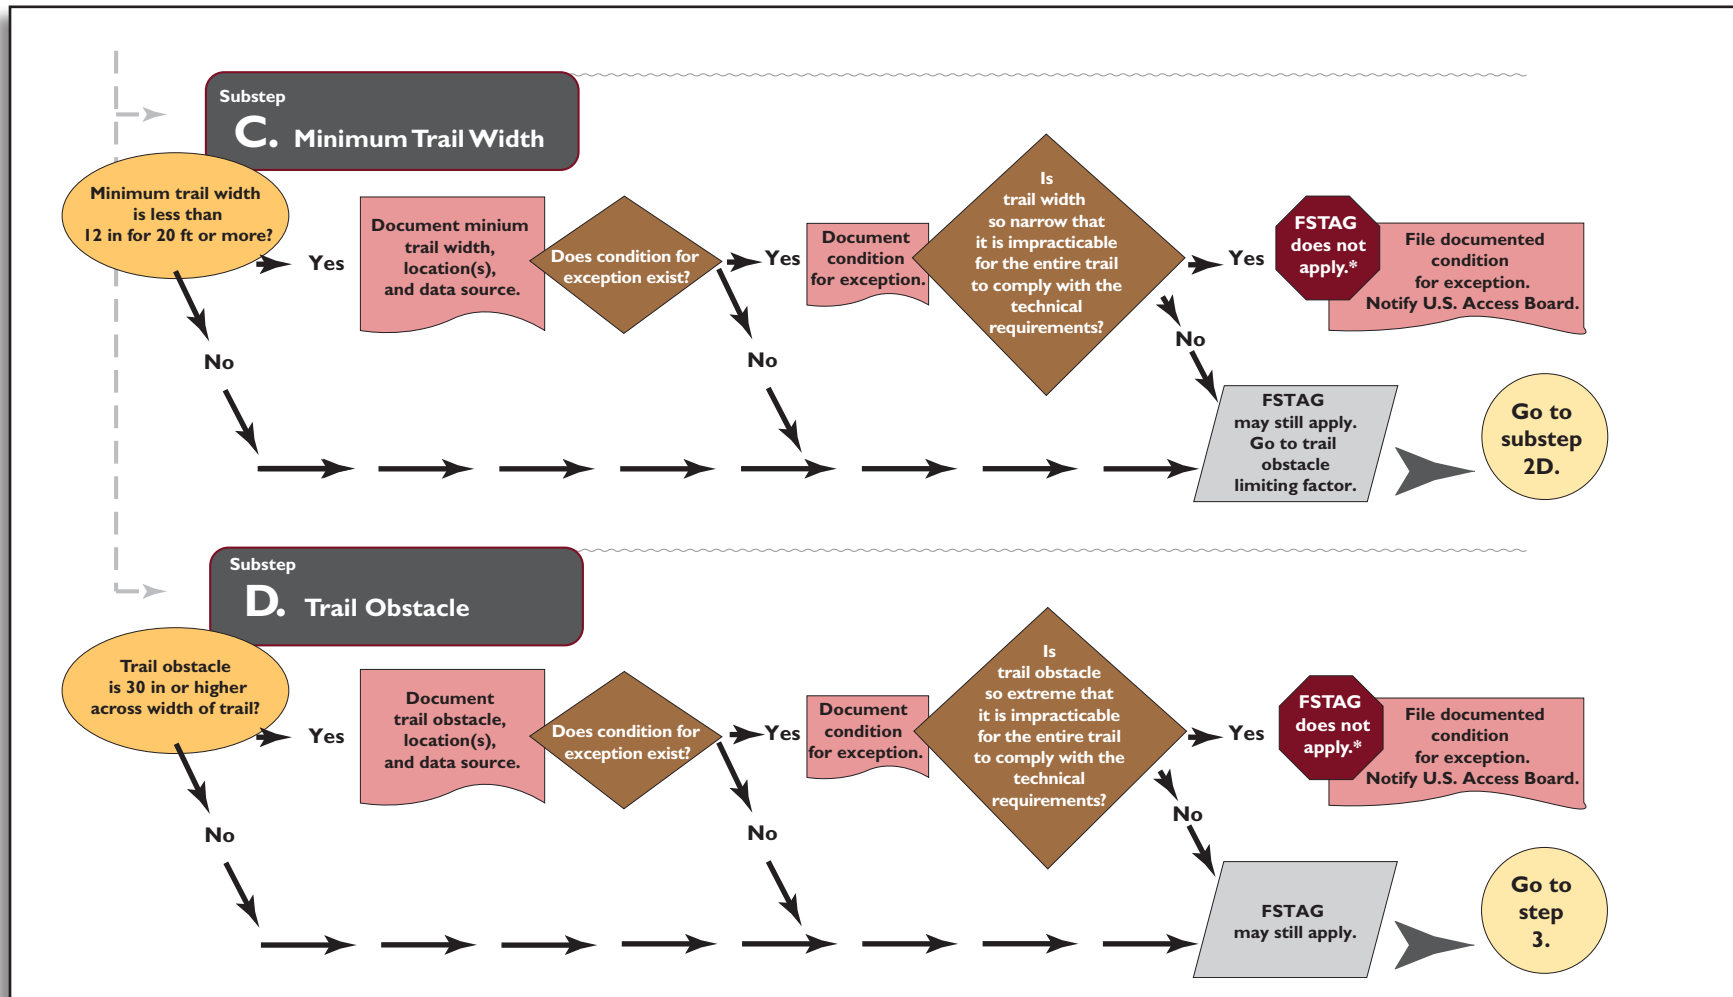 Substep
C. Minimum Trail Width
Minimum trail width
is less than
12 in for 20 ft or more?
Yes
No
Document minium
trail width,
location(s),
and data source.
Does condition for
exception exist?
Yes
No
Document
condition
for exception.
Is
trail width
so narrow that
it is impracticable
for the entire trail
to comply with the
technical
requirements?
Yes
No
FSTAG
does not
apply.*
File documented
condition
for exception.
Notify U.S. Access Board.
FSTAG
may still apply.
Go to trail
obstacle
limiting factor.
Go to
substep
2D.
Substep
D. Trail Obstacle
Trail obstacle
is 30 in or higher
across width of trail?
Yes
No
Document
trail obstacle,
location(s),
and data source.
Does condition for
exception exist?
Yes
No
Document
condition
for exception.
Is
trail obstacle
so extreme that
it is impracticable
for the entire trail
to comply with the
technical
requirements?
Yes
No
FSTAG
does not
apply.*
File documented
condition
for exception.
Notify U.S. Access Board.
FSTAG
may still apply.
Go to
step
3.